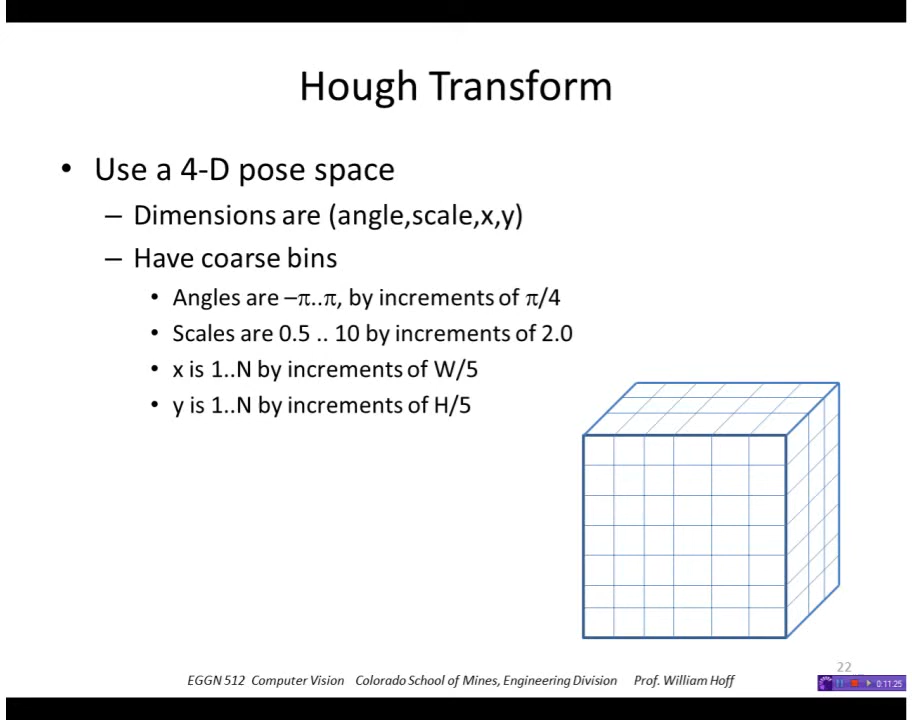 Hough Transform
• Use a 4-D pose space
– Dimensions are (angle,scale,x,y)
– Have coarse bins
• Angles are –π..π, by increments of π/4
• Scales are 0.5 .. 10 by increments of 2.0
• x is 1..N by increments of W/5
• y is 1..N by increments of H/5
22
EGGN 512 Computer Vision Colorado School of Mines, Engineering Division Prof. William Hoff
0:11:25